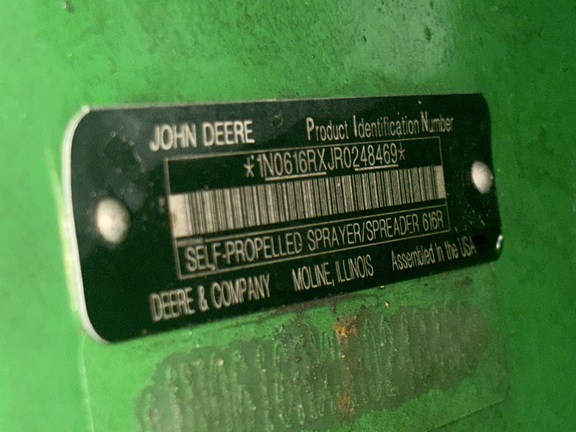 JOHN DEERE Product Identification Number
*1N0616RXJR0248469*
SELF-PROPELLED SPRAYER/SPREADER 616R
DEERE & COMPANY MOLINE, ILLINOIS Assembled in the USA